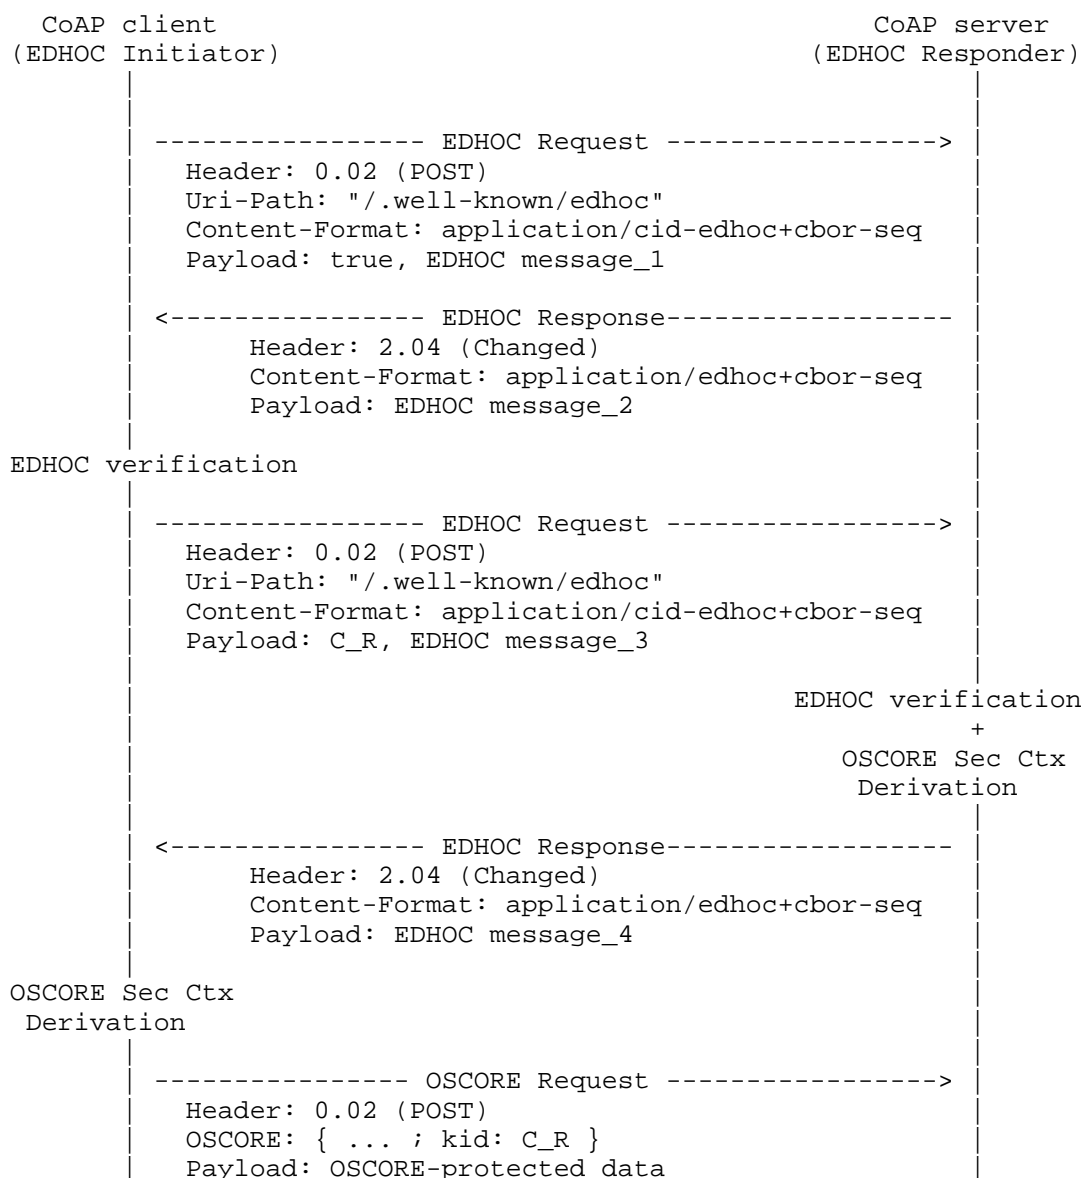 CoAP client CoAP server
(EDHOC Initiator) (EDHOC Responder)
----------------- EDHOC Request ----------------->
Header: 0.02 (POST)
Uri-Path: "/.well-known/edhoc"
Content-Format: application/cid-edhoc+cbor-seq
Payload: true, EDHOC message_1
<---------------- EDHOC Response------------------
Header: 2.04 (Changed)
Content-Format: application/edhoc+cbor-seq
Payload: EDHOC message_2
EDHOC verification
----------------- EDHOC Request ----------------->
Header: 0.02 (POST)
Uri-Path: "/.well-known/edhoc"
Content-Format: application/cid-edhoc+cbor-seq
Payload: C_R, EDHOC message_3
EDHOC verification
+
OSCORE Sec Ctx
Derivation
<---------------- EDHOC Response------------------
Header: 2.04 (Changed)
Content-Format: application/edhoc+cbor-seq
Payload: EDHOC message_4
OSCORE Sec Ctx
Derivation
---------------- OSCORE Request ----------------->
Header: 0.02 (POST)
OSCORE: { ... ; kid: C_R }
Payload: OSCORE-protected data